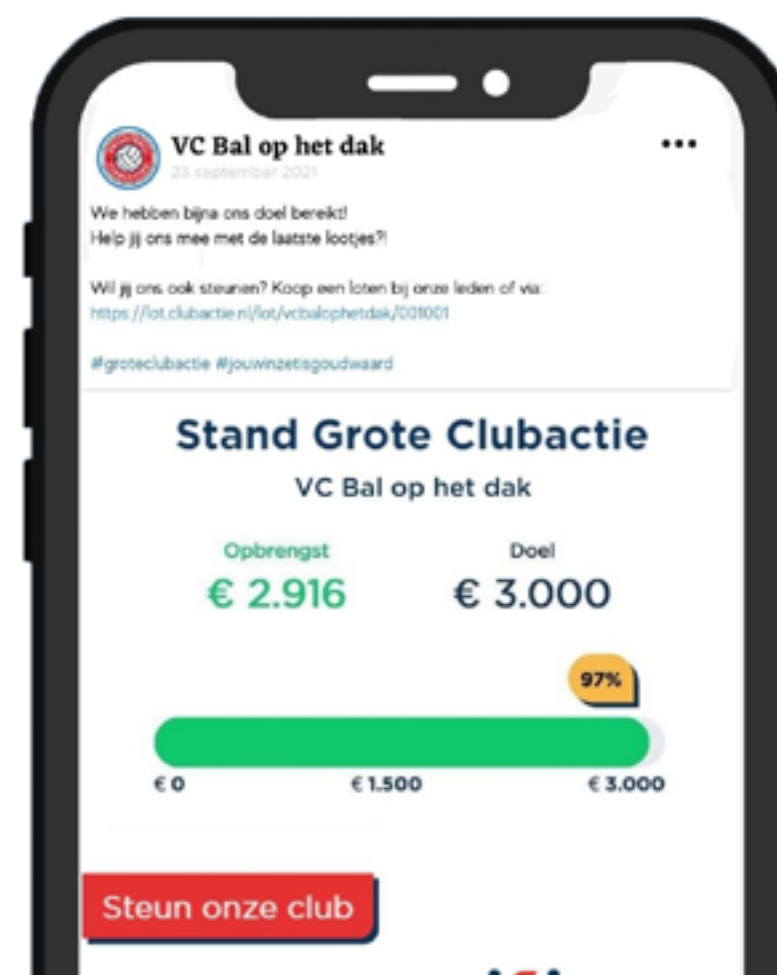 VC Bal op het dak
23 september 2021
We hebben bijna ons doel bereikt!
Help jij ons mee met de laatste lootjes?!
Wil jij ons ook steunen? Koop een loten bij onze leden of via:
https://lot.clubactie.nl/lot/vcbalophetdak/001001
#groteclubactie #jouwinzetisgoudwaard
Stand Grote Clubactie
VC Bal op het dak
Opbrengst Doel
€ 2.916 € 3.000
97%
€ 0 € 1.500 € 3.000
Steun onze club